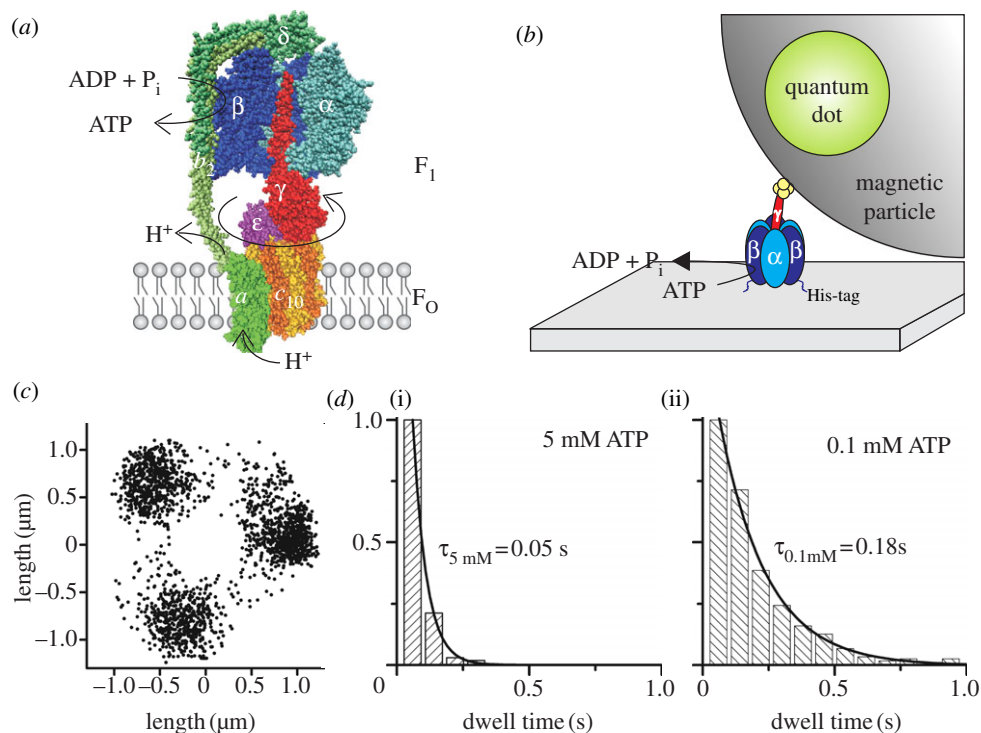 (a)
δ
ADP + Pi
β
α
ATP
b2
F1
γ
ε
H+
a
c10
FO
H+
(b)
quantum
dot
magnetic
particle
γ
β
α
β
ADP + Pi
ATP
His-tag
(c)
1.0
0.5
0
−0.5
−1.0
length (µm)
−1.0 −0.5 0 0.5 1.0
length (µm)
(d)
(i)
1.0
5 mM ATP
0.5
τ5 mM = 0.05 s
0 0.5 1.0
dwell time (s)
(ii)
0.1 mM ATP
τ0.1mM = 0.18s
0 0.5 1.0
dwell time (s)